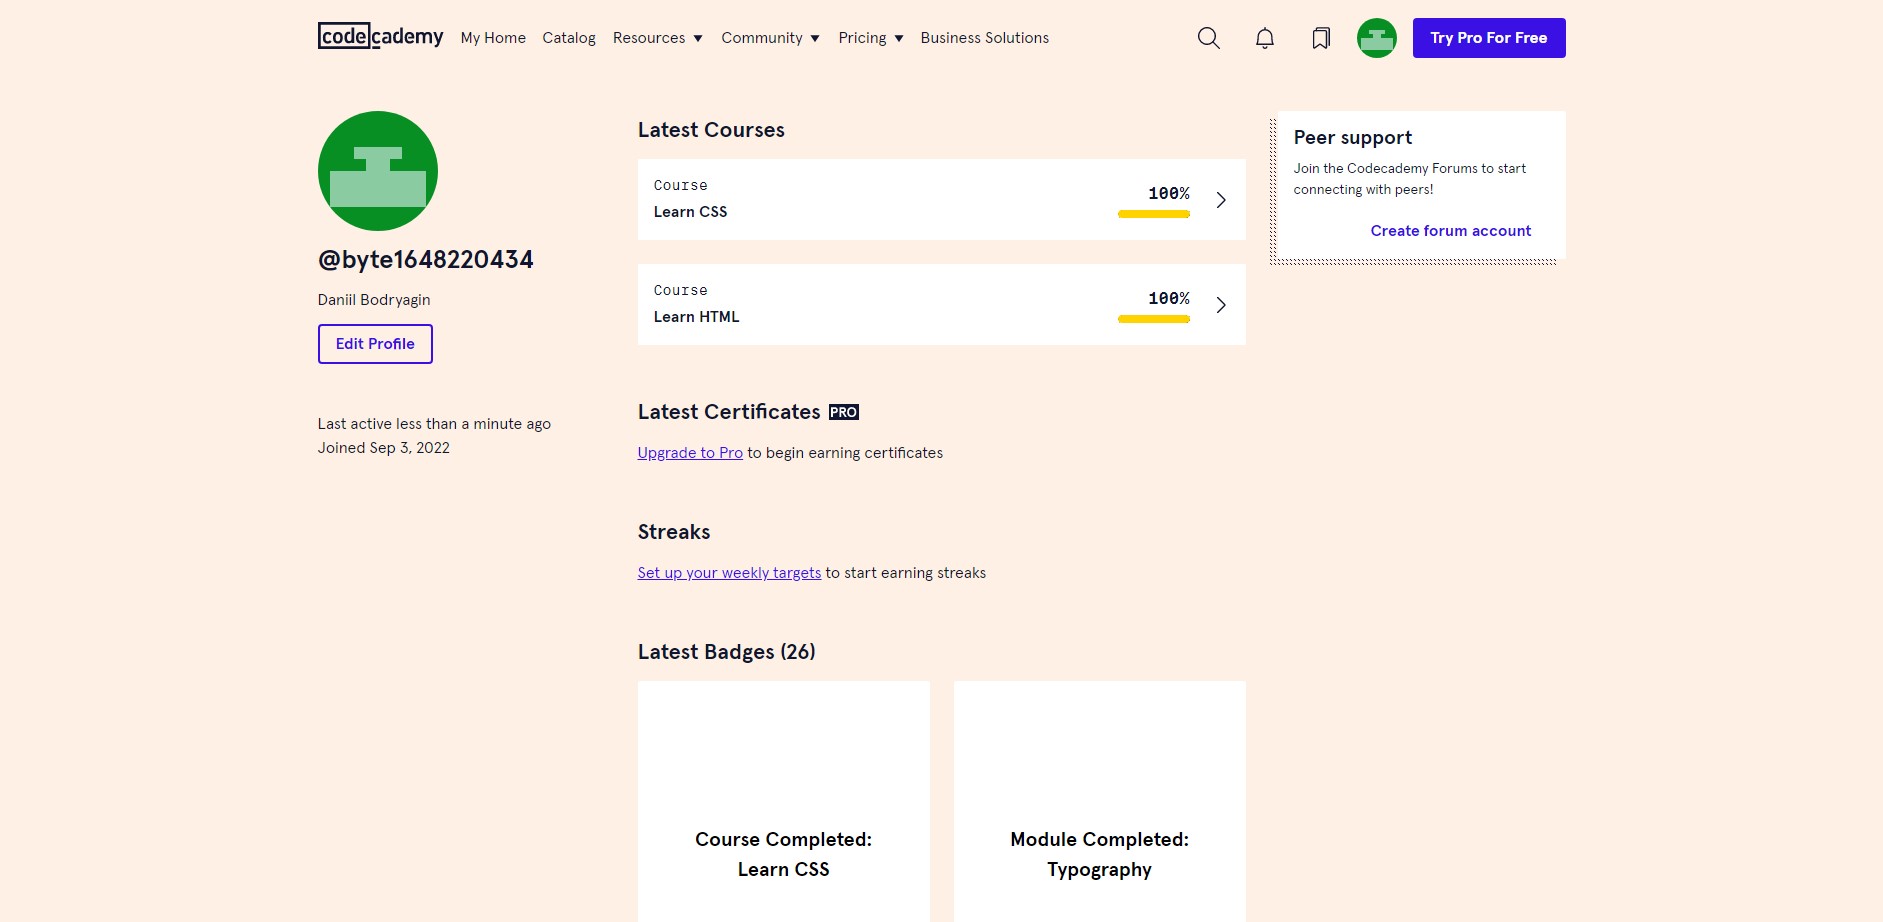 codecademy My Home Catalog Resources Community Pricing Business Solutions Try Pro For Free
@byte1648220434
Daniil Bodryagin
Edit Profile
Last active less than a minute ago
Joined Sep 3, 2022
Latest Courses
Course
Learn CSS
100%
Course
Learn HTML
100%
Latest Certificates PRO
Upgrade to Pro to begin earning certificates
Streaks
Set up your weekly targets to start earning streaks
Latest Badges (26)
Course Completed:
Learn CSS
Module Completed:
Typography
Peer support
Join the Codecademy Forums to start
connecting with peers!
Create forum account